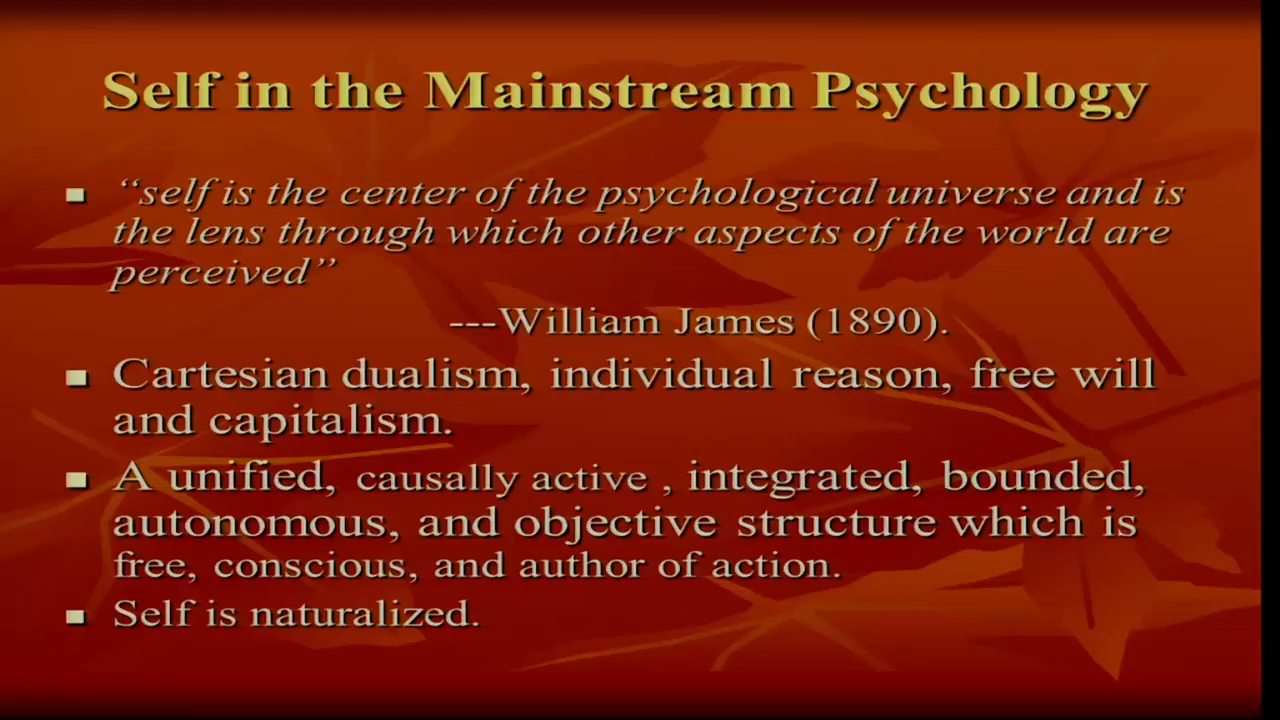 Self in the Mainstream Psychology
“self is the center of the psychological universe and is
the lens through which other aspects of the world are
perceived”
---William James (1890).
Cartesian dualism, individual reason, free will
and capitalism.
A unified, causally active , integrated, bounded,
autonomous, and objective structure which is
free, conscious, and author of action.
Self is naturalized.